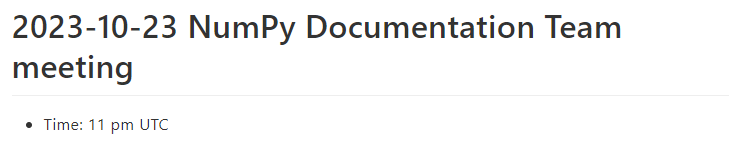 2023-10-23 NumPy Documentation Team
meeting
Time: 11 pm UTC